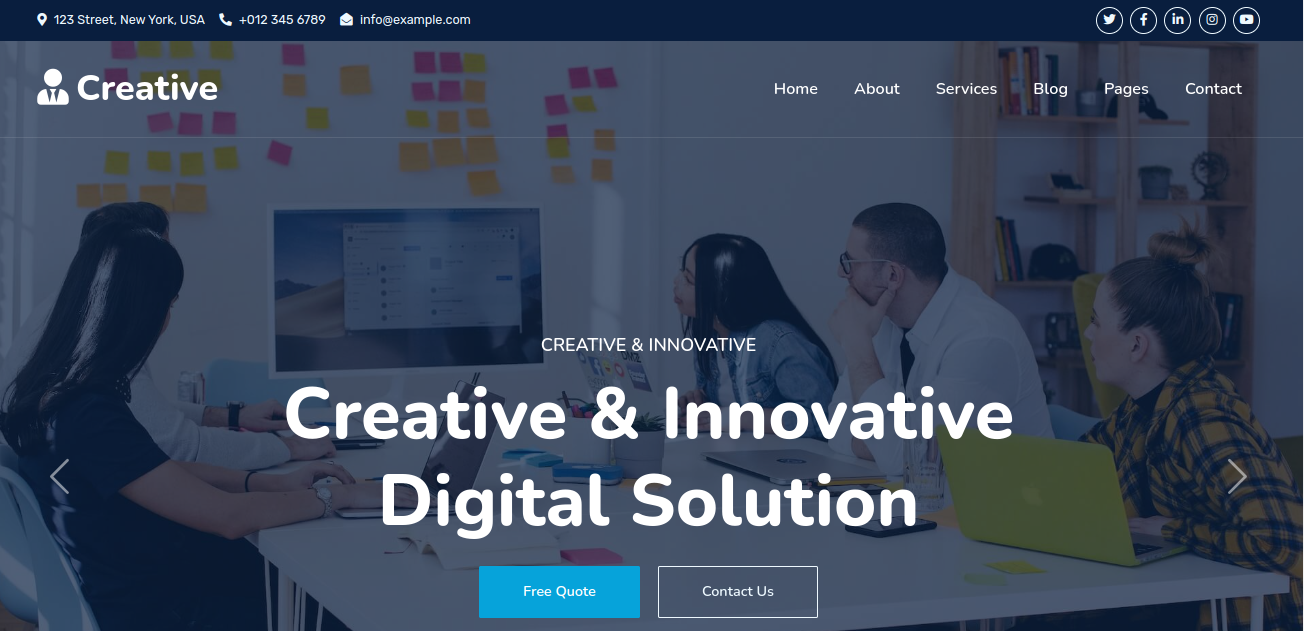 123 Street, New York, USA +012 345 6789 info@example.com
Creative
Home About Services Blog Pages Contact
CREATIVE & INNOVATIVE
Creative & Innovative
Digital Solution
Free Quote Contact Us